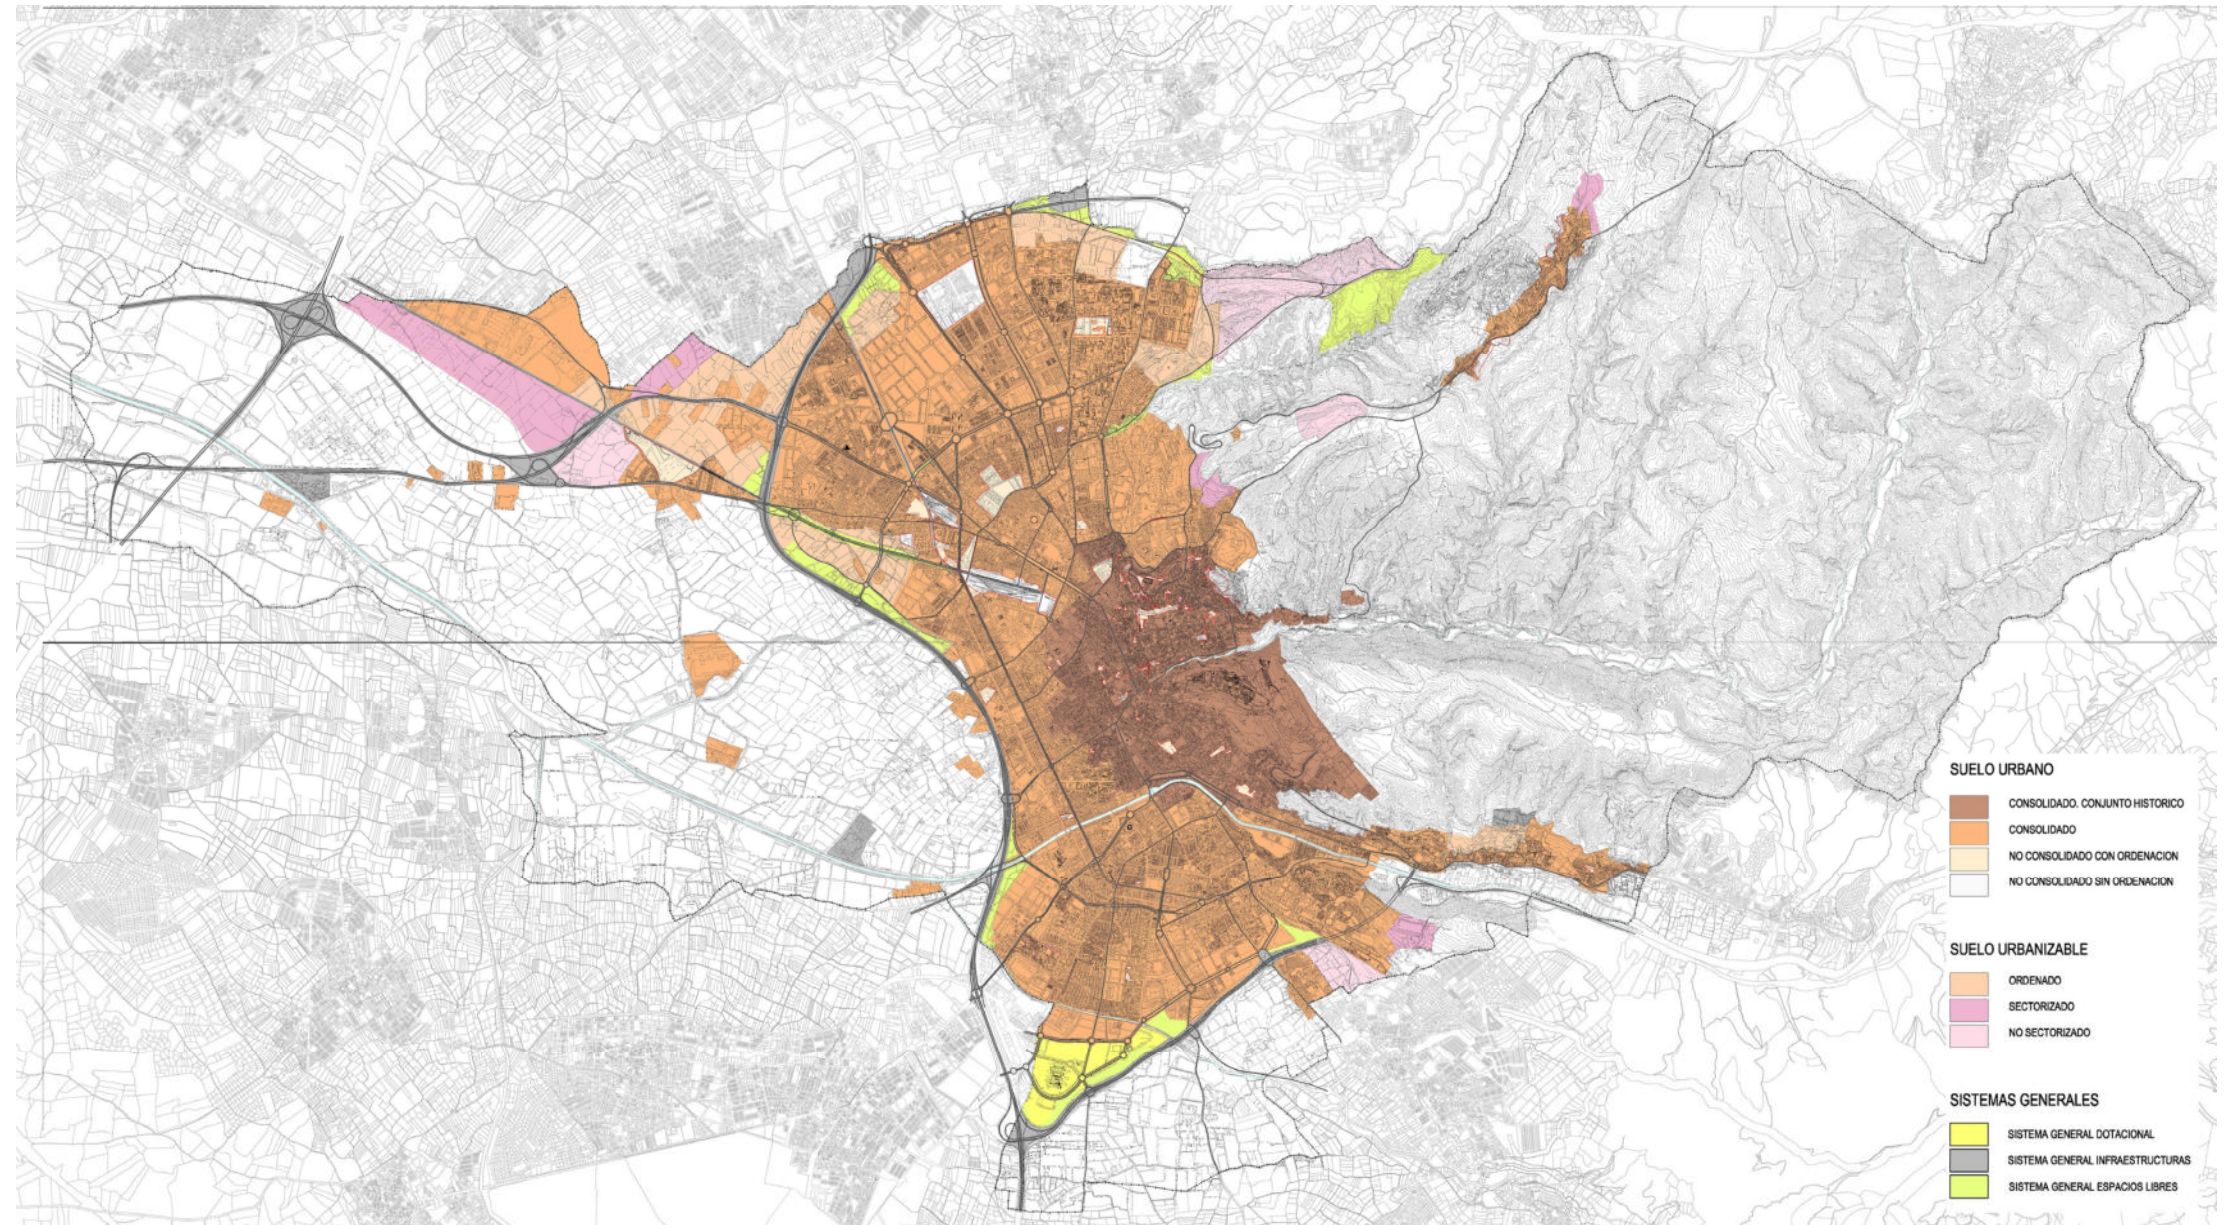 SUELO URBANO
CONSOLIDADO. CONJUNTO HISTORICO
CONSOLIDADO
NO CONSOLIDADO CON ORDENACION
NO CONSOLIDADO SIN ORDENACION
SUELO URBANIZABLE
ORDENADO
SECTORIZADO
NO SECTORIZADO
SISTEMAS GENERALES
SISTEMA GENERAL DOTACIONAL
SISTEMA GENERAL INFRAESTRUCTURAS
SISTEMA GENERAL ESPACIOS LIBRES